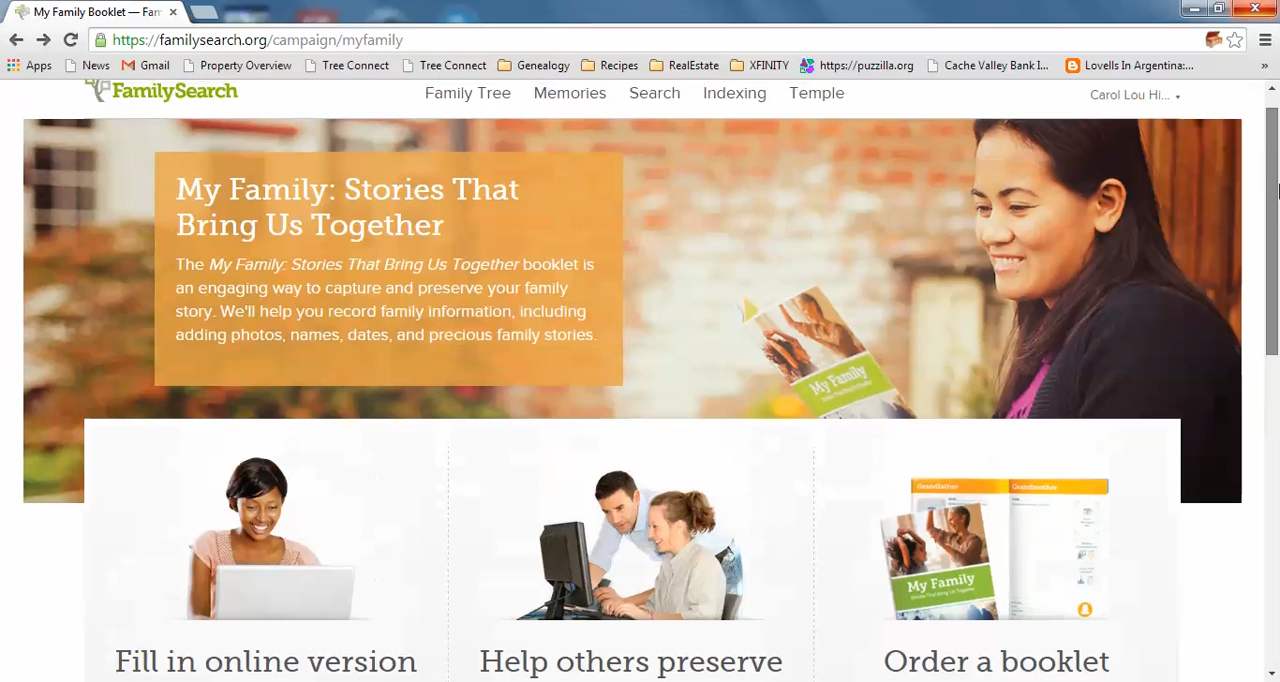 My Family Booklet — Fam
https://familysearch.org/campaign/myfamily
Apps News Gmail Property Overview Tree Connect Tree Connect Genealogy Recipes RealEstate XFINITY https://puzzilla.org Cache Valley Bank I... Lovells In Argentina:... »
FamilySearch Family Tree Memories Search Indexing Temple Carol Lou Hi...
My Family: Stories That
Bring Us Together
The My Family: Stories That Bring Us Together booklet is
an engaging way to capture and preserve your family
story. We'll help you record family information, including
adding photos, names, dates, and precious family stories.
My Family
Grandfather Grandmother
My Family
Stories That Bring Us Together
Fill in online version Help others preserve Order a booklet